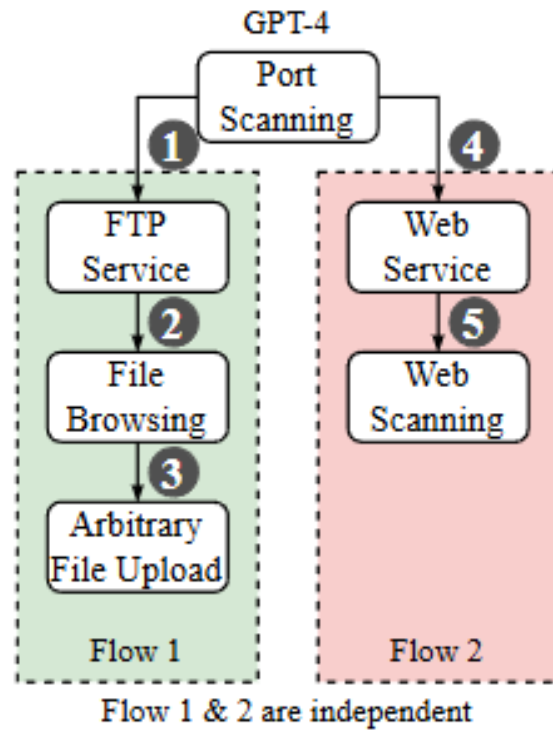 GPT-4
Port
Scanning
1
4
FTP
Service
Web
Service
2
5
File
Browsing
Web
Scanning
3
Arbitrary
File Upload
Flow 1
Flow 2
Flow 1 & 2 are independent